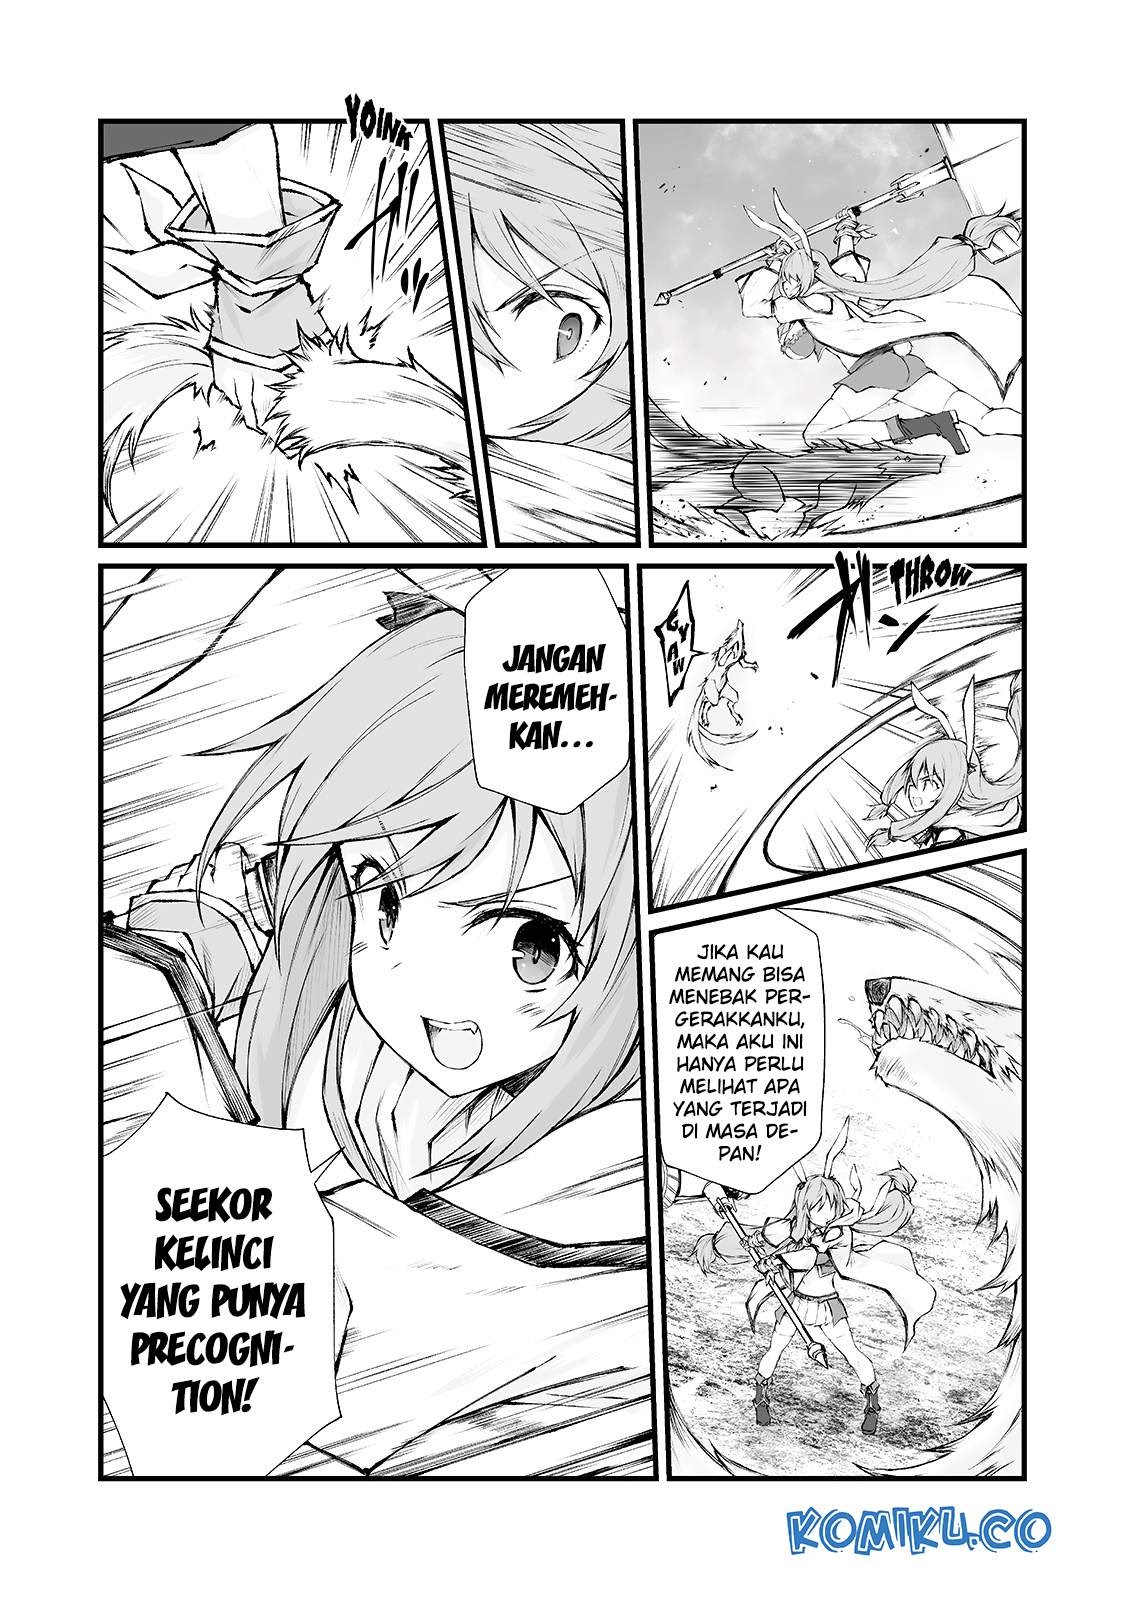 YOINK
THROW
GYAW
JIKA KAU
MEMANG BISA
MENEBAK PER-
GERAKKANKU,
MAKA AKU INI
HANYA PERLU
MELIHAT APA
YANG TERJADI
DI MASA DE-
PAN!
JANGAN
MEREMEH-
KAN...
SEEKOR
KELINCI
YANG PUNYA
PRECOGNI-
TION!
KOMIKU.CO